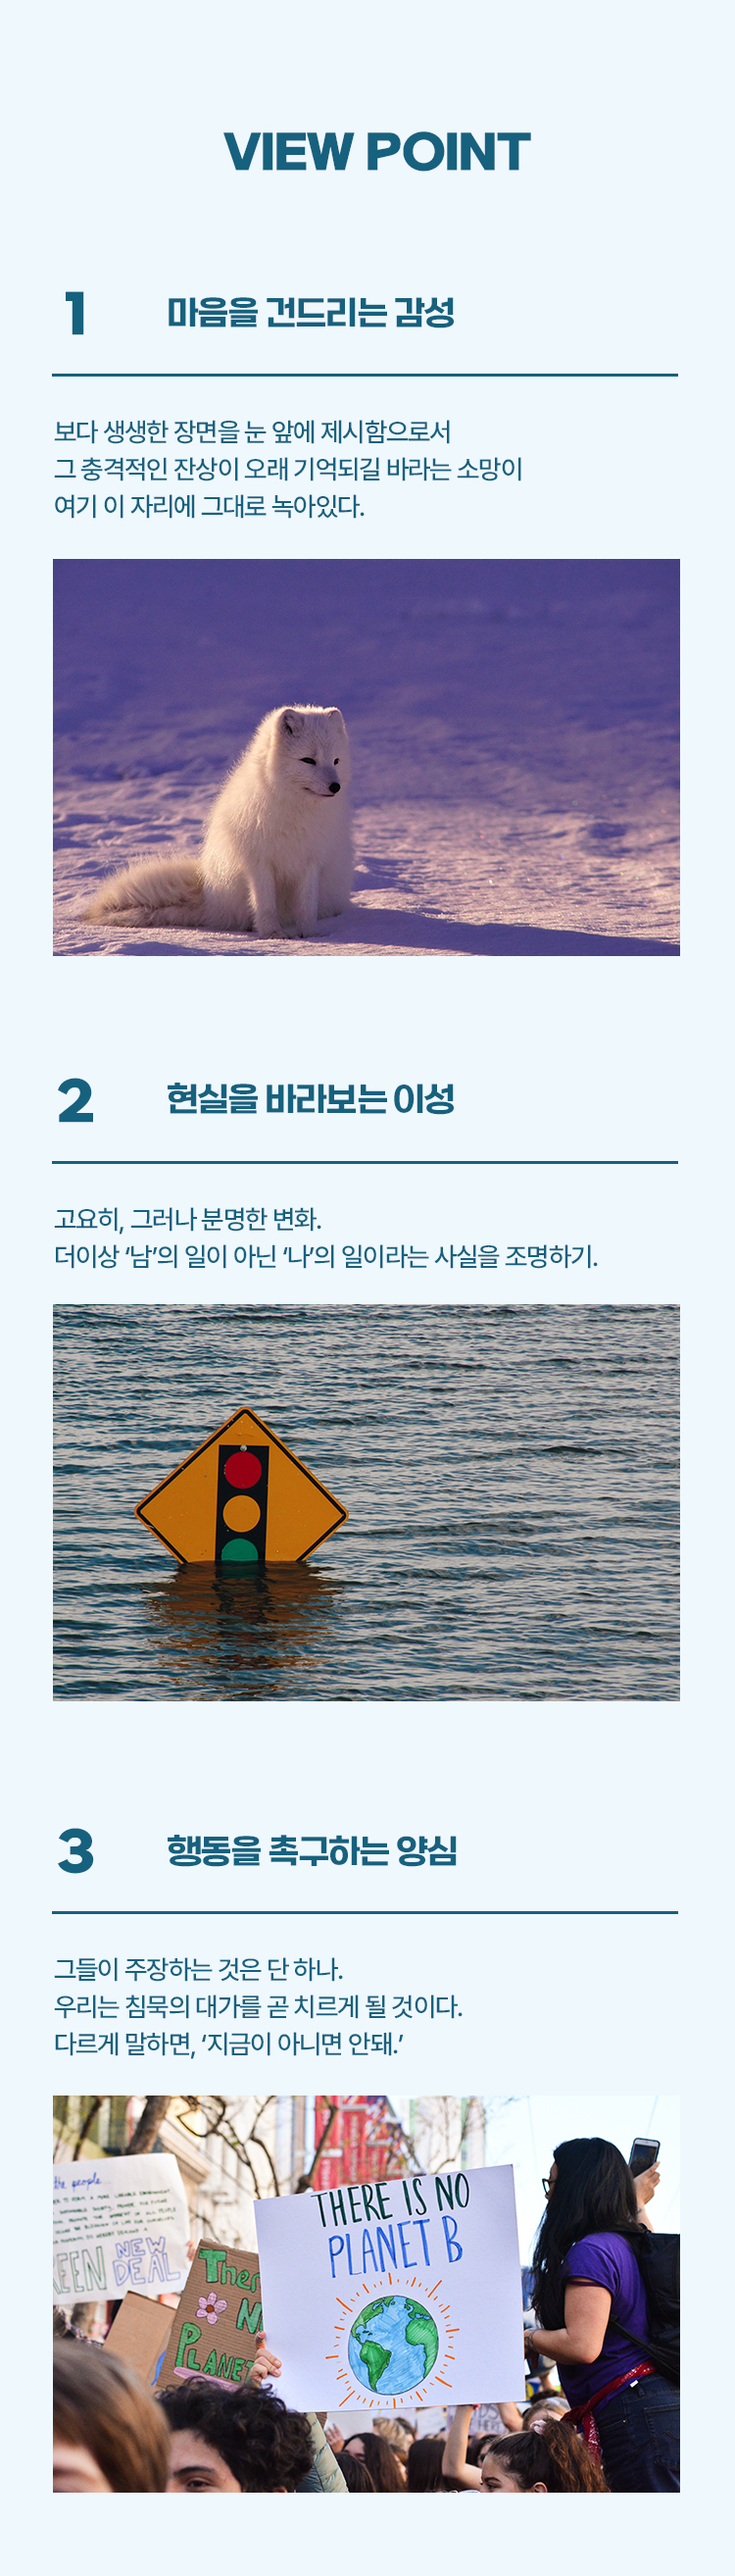 VIEW POINT
1 마음을 건드리는 감성
보다 생생한 장면을 눈 앞에 제시함으로서
그 충격적인 잔상이 오래 기억되길 바라는 소망이
여기 이 자리에 그대로 녹아있다.
2 현실을 바라보는 이성
고요히, 그러나 분명한 변화.
더이상 ‘남’의 일이 아닌 ‘나’의 일이라는 사실을 조명하기.
3 행동을 촉구하는 양심
그들이 주장하는 것은 단 하나.
우리는 침묵의 대가를 곧 치르게 될 것이다.
다르게 말하면, ‘지금이 아니면 안돼.’
the people
NEW
DEAL
PLANET
THERE IS NO
PLANET B